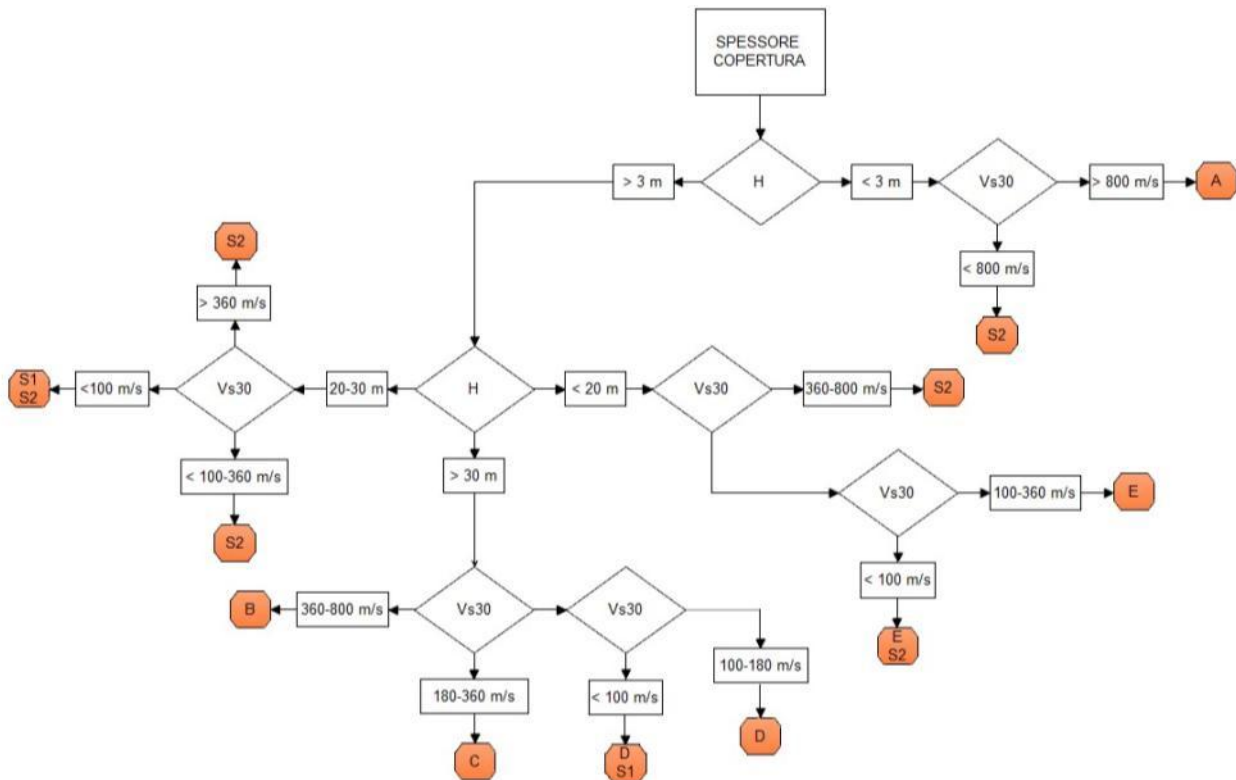 SPESSORE
COPERTURA
> 3 m
H
< 3 m
Vs30
> 800 m/s
A
S2
< 800 m/s
> 360 m/s
S2
S1
S2
<100 m/s
Vs30
20-30 m
H
< 20 m
Vs30
360-800 m/s
S2
< 100-360 m/s
> 30 m
Vs30
100-360 m/s
E
S2
< 100 m/s
B
360-800 m/s
Vs30
Vs30
E
S2
100-180 m/s
180-360 m/s
< 100 m/s
D
C
D
S1